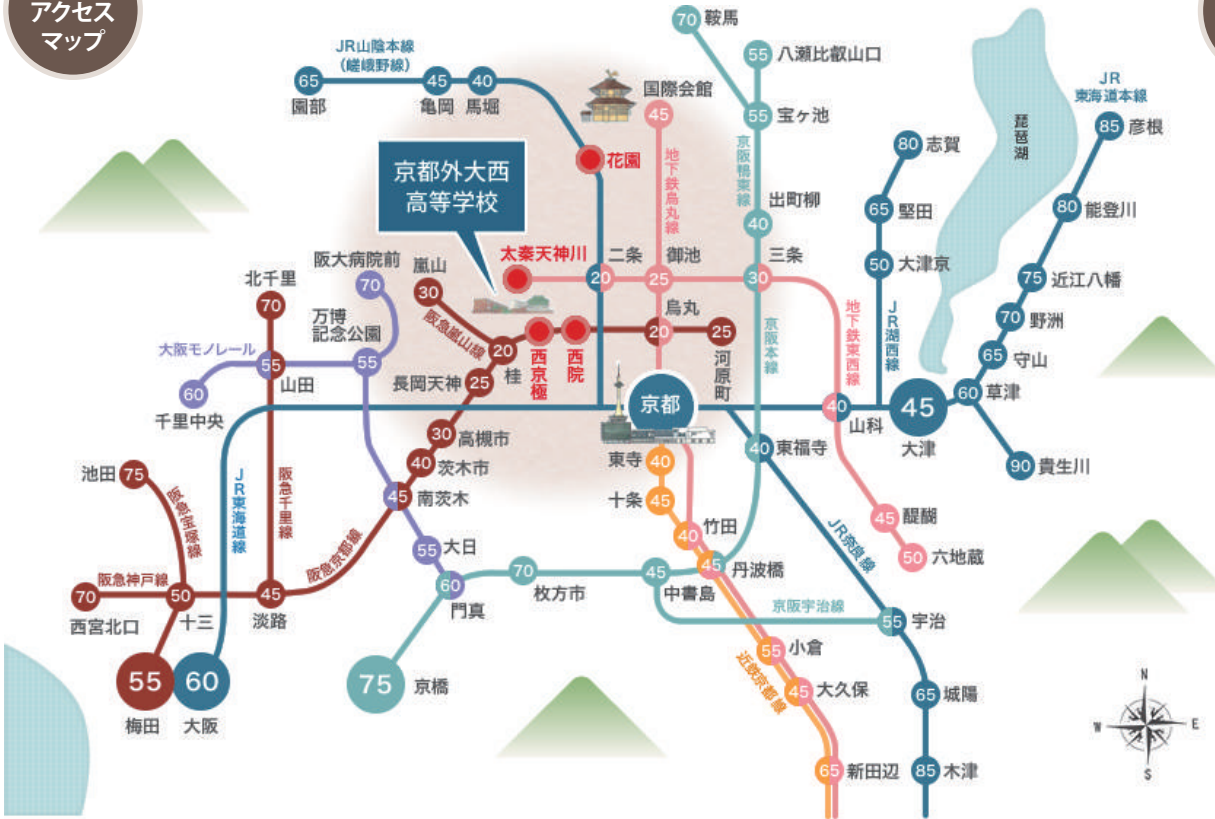 アクセス
マップ
JR山陰本線
(嵯峨野線)
65
園部
45
亀岡
40
馬堀
花園
京都外大西
高等学校
国際会館
45
地下鉄烏丸線
70
鞍馬
55
八瀬比叡山口
55
宝ヶ池
京阪鴨東線
出町柳
40
三条
30
京阪本線
二条
20
御池
25
太秦天神川
烏丸
20
25
河原町
嵐山
30
阪急嵐山線
20
桂
西京極
西院
長岡天神
25
30
高槻市
40
茨木市
45
南茨木
阪大病院前
70
万博
記念公園
55
大阪モノレール
60
千里中央
北千里
70
55
山田
阪急千里線
JR東海道線
池田
75
阪急宝塚線
阪急神戸線
70
西宮北口
50
十三
45
淡路
阪急京都線
55
梅田
60
大阪
55
大日
60
門真
75
京橋
70
枚方市
45
中書島
45
丹波橋
京都
東寺
40
十条
45
40
竹田
40
東福寺
JR奈良線
京阪宇治線
55
宇治
55
小倉
45
大久保
近鉄京都線
65
新田辺
65
城陽
85
木津
地下鉄東西線
40
山科
45
醍醐
50
六地蔵
80
志賀
65
堅田
50
大津京
JR湖西線
45
大津
琵琶湖
JR
東海道本線
85
彦根
80
能登川
75
近江八幡
70
野洲
65
守山
60
草津
90
貴生川
N
W
E
S